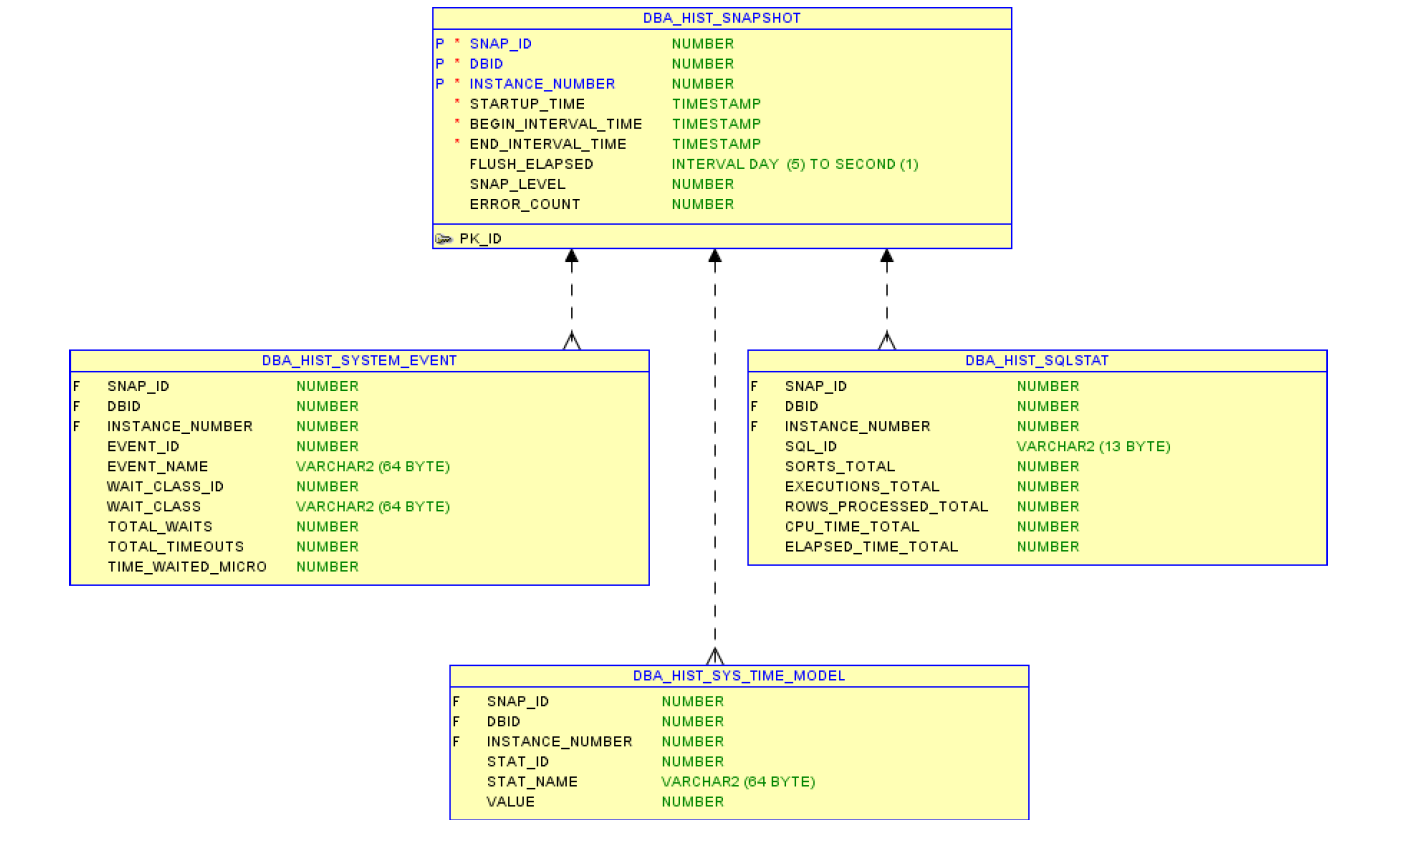 DBA_HIST_SNAPSHOT
P * SNAP_ID NUMBER
P * DBID NUMBER
P * INSTANCE_NUMBER NUMBER
* STARTUP_TIME TIMESTAMP
* BEGIN_INTERVAL_TIME TIMESTAMP
* END_INTERVAL_TIME TIMESTAMP
FLUSH_ELAPSED INTERVAL DAY (5) TO SECOND (1)
SNAP_LEVEL NUMBER
ERROR_COUNT NUMBER
PK_ID
DBA_HIST_SYSTEM_EVENT
F SNAP_ID NUMBER
F DBID NUMBER
F INSTANCE_NUMBER NUMBER
EVENT_ID NUMBER
EVENT_NAME VARCHAR2 (64 BYTE)
WAIT_CLASS_ID NUMBER
WAIT_CLASS VARCHAR2 (64 BYTE)
TOTAL_WAITS NUMBER
TOTAL_TIMEOUTS NUMBER
TIME_WAITED_MICRO NUMBER
DBA_HIST_SQLSTAT
F SNAP_ID NUMBER
F DBID NUMBER
F INSTANCE_NUMBER NUMBER
SQL_ID VARCHAR2 (13 BYTE)
SORTS_TOTAL NUMBER
EXECUTIONS_TOTAL NUMBER
ROWS_PROCESSED_TOTAL NUMBER
CPU_TIME_TOTAL NUMBER
ELAPSED_TIME_TOTAL NUMBER
DBA_HIST_SYS_TIME_MODEL
F SNAP_ID NUMBER
F DBID NUMBER
F INSTANCE_NUMBER NUMBER
STAT_ID NUMBER
STAT_NAME VARCHAR2 (64 BYTE)
VALUE NUMBER